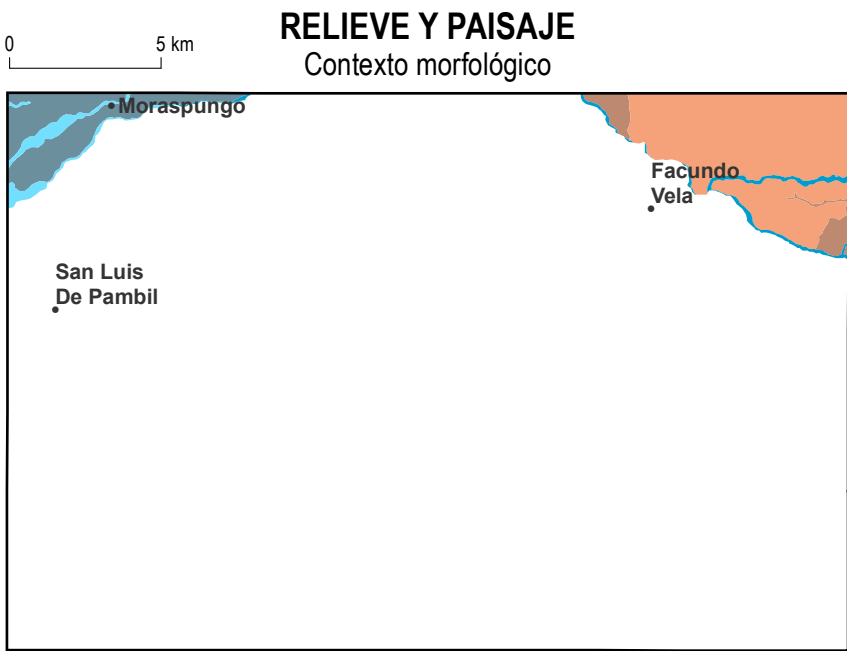 RELIEVE Y PAISAJE
Contexto morfológico
0
5 km
Moraspungo
Facundo
Vela
San Luis
De Pambil